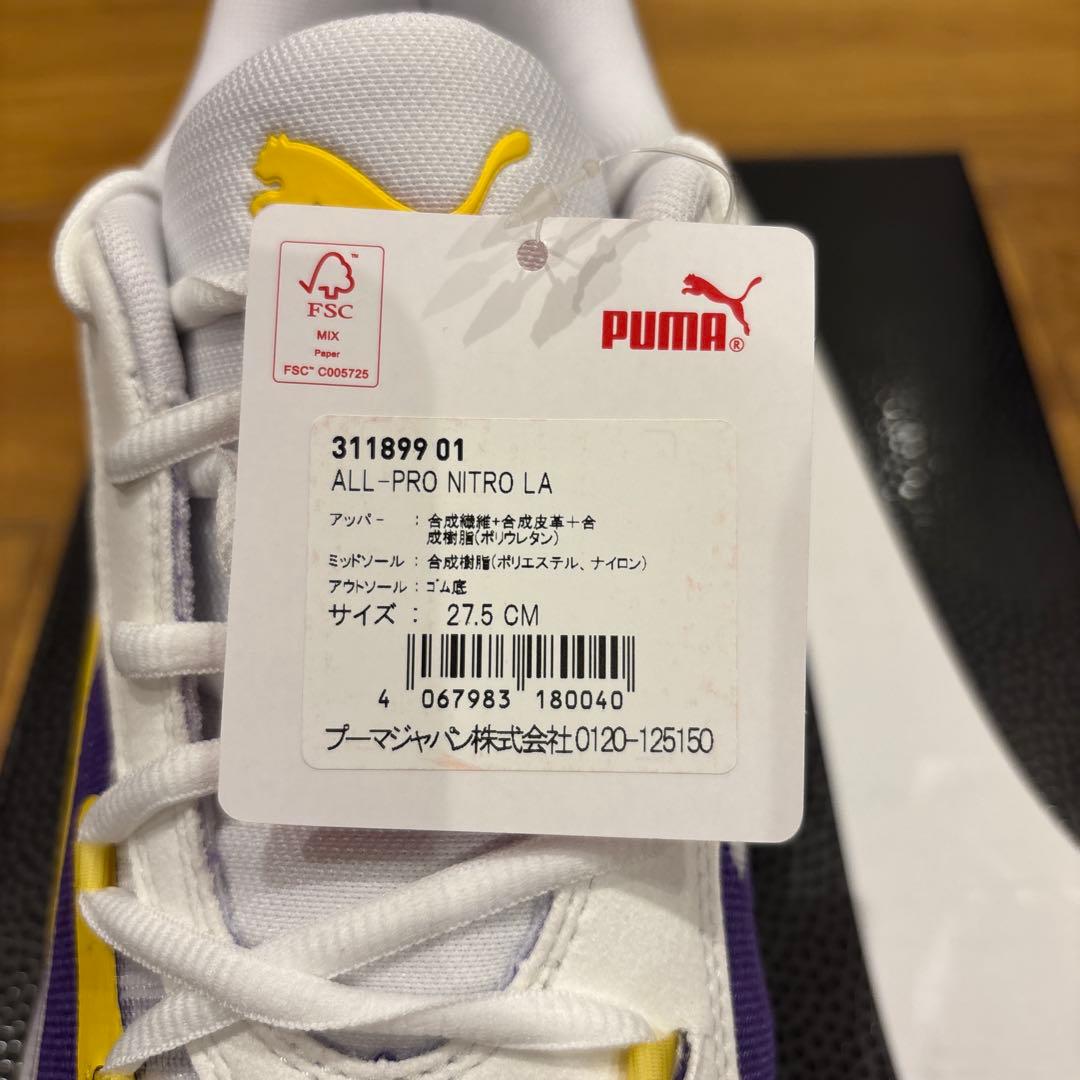 FSC
MIX
Paper
FSC™ C005725
PUMA®
311899 01
ALL-PRO NITRO LA
アッパー : 合成繊維+合成皮革+合
成樹脂(ポリウレタン)
ミッドソール : 合成樹脂(ポリエステル、ナイロン)
アウトソール : ゴム底
サイズ : 27.5 CM
4 067983 180040
プーマジャパン株式会社0120-125150